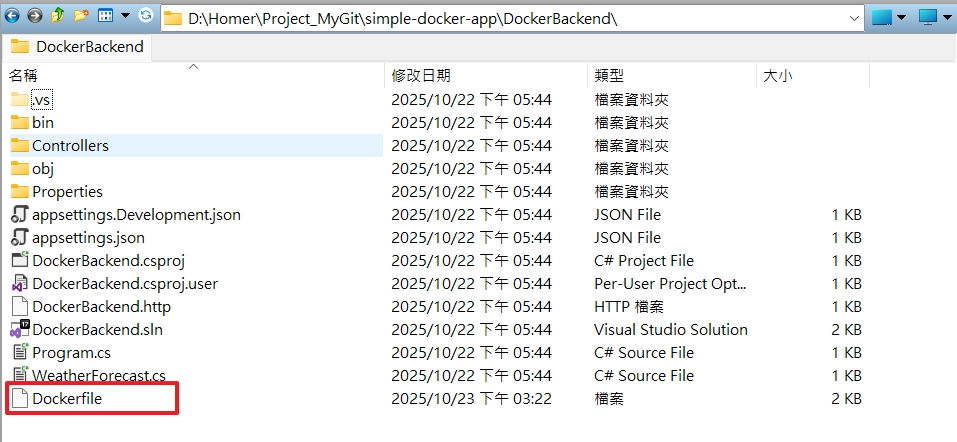 D:\Homer\Project_MyGit\simple-docker-app\DockerBackend\
DockerBackend
名稱 修改日期 類型 大小
.vs 2025/10/22 下午 05:44 檔案資料夾
bin 2025/10/22 下午 05:44 檔案資料夾
Controllers 2025/10/22 下午 05:44 檔案資料夾
obj 2025/10/22 下午 05:44 檔案資料夾
Properties 2025/10/22 下午 05:44 檔案資料夾
appsettings.Development.json 2025/10/22 下午 05:44 JSON File 1 KB
appsettings.json 2025/10/22 下午 05:44 JSON File 1 KB
DockerBackend.csproj 2025/10/22 下午 05:44 C# Project File 1 KB
DockerBackend.csproj.user 2025/10/22 下午 05:44 Per-User Project Opt... 1 KB
DockerBackend.http 2025/10/22 下午 05:44 HTTP 檔案 1 KB
DockerBackend.sln 2025/10/22 下午 05:44 Visual Studio Solution 2 KB
Program.cs 2025/10/22 下午 05:44 C# Source File 1 KB
WeatherForecast.cs 2025/10/22 下午 05:44 C# Source File 1 KB
Dockerfile 2025/10/23 下午 03:22 檔案 2 KB